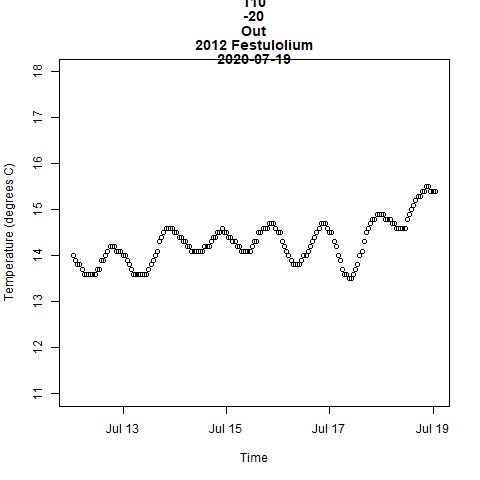 110
-20
Out
2012 Festulolium
2020-07-19
Temperature (degrees C)
18
17
16
15
14
13
12
11
Jul 13
Jul 15
Jul 17
Jul 19
Time